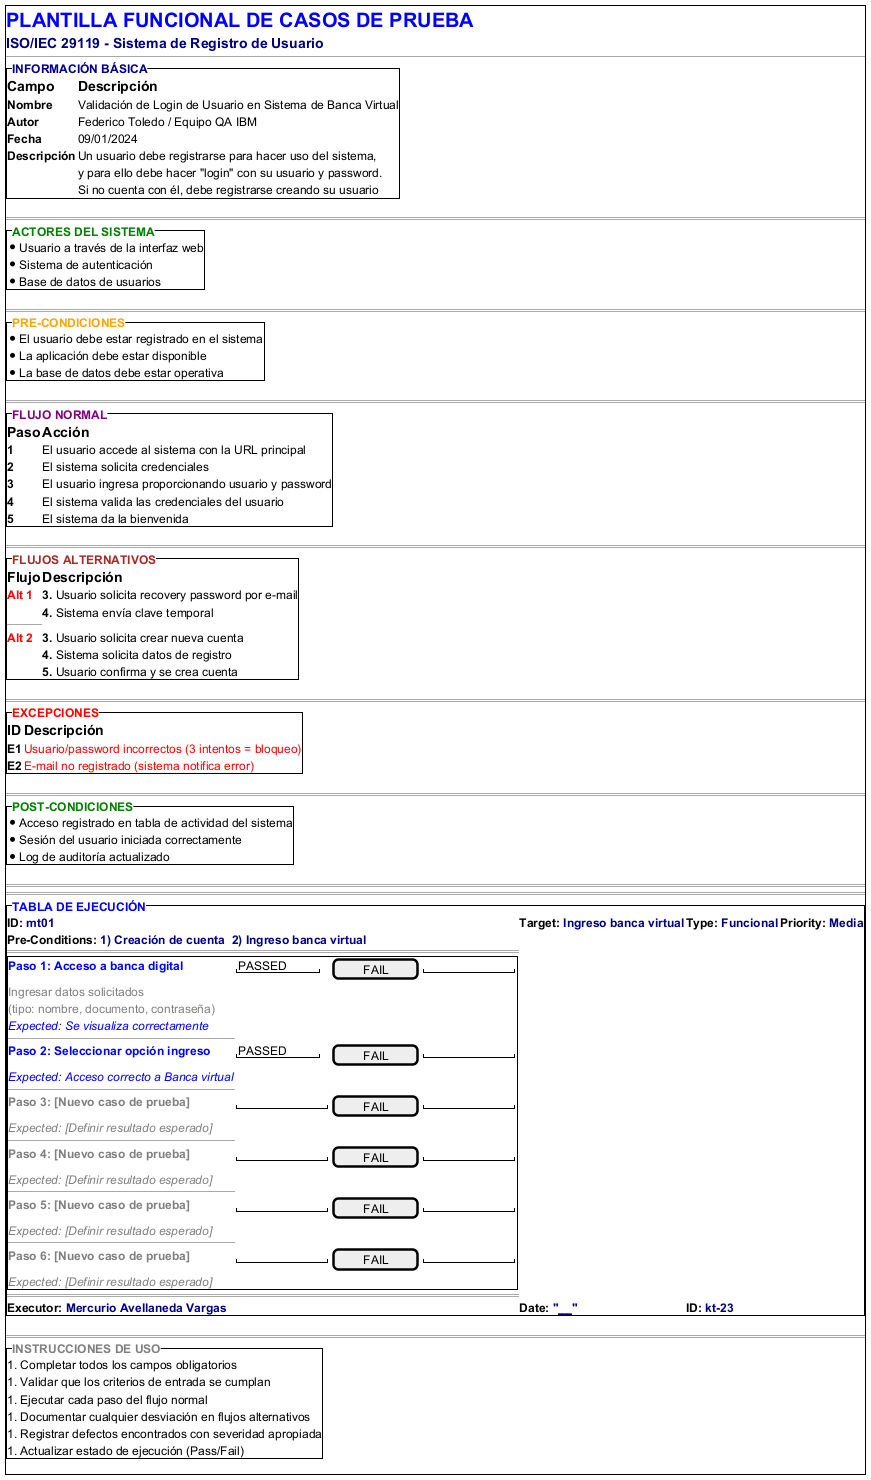 PLANTILLA FUNCIONAL DE CASOS DE PRUEBA
ISO/IEC 29119 - Sistema de Registro de Usuario
INFORMACIÓN BÁSICA
Campo Descripción
Nombre Validación de Login de Usuario en Sistema de Banca Virtual
Autor Federico Toledo / Equipo QA IBM
Fecha 09/01/2024
Descripción Un usuario debe registrarse para hacer uso del sistema,
y para ello debe hacer "login" con su usuario y password.
Si no cuenta con él, debe registrarse creando su usuario
ACTORES DEL SISTEMA
• Usuario a través de la interfaz web
• Sistema de autenticación
• Base de datos de usuarios
PRE-CONDICIONES
• El usuario debe estar registrado en el sistema
• La aplicación debe estar disponible
• La base de datos debe estar operativa
FLUJO NORMAL
Paso Acción
1 El usuario accede al sistema con la URL principal
2 El sistema solicita credenciales
3 El usuario ingresa proporcionando usuario y password
4 El sistema valida las credenciales del usuario
5 El sistema da la bienvenida
FLUJOS ALTERNATIVOS
Flujo Descripción
Alt 1 3. Usuario solicita recovery password por e-mail
4. Sistema envía clave temporal
Alt 2 3. Usuario solicita crear nueva cuenta
4. Sistema solicita datos de registro
5. Usuario confirma y se crea cuenta
EXCEPCIONES
ID Descripción
E1 Usuario/password incorrectos (3 intentos = bloqueo)
E2 E-mail no registrado (sistema notifica error)
POST-CONDICIONES
• Acceso registrado en tabla de actividad del sistema
• Sesión del usuario iniciada correctamente
• Log de auditoría actualizado
TABLA DE EJECUCIÓN
ID: mt01 Target: Ingreso banca virtual Type: Funcional Priority: Media
Pre-Conditions: 1) Creación de cuenta 2) Ingreso banca virtual
Paso 1: Acceso a banca digital PASSED FAIL
Ingresar datos solicitados
(tipo: nombre, documento, contraseña)
Expected: Se visualiza correctamente
Paso 2: Seleccionar opción ingreso PASSED FAIL
Expected: Acceso correcto a Banca virtual
Paso 3: [Nuevo caso de prueba] FAIL
Expected: [Definir resultado esperado]
Paso 4: [Nuevo caso de prueba] FAIL
Expected: [Definir resultado esperado]
Paso 5: [Nuevo caso de prueba] FAIL
Expected: [Definir resultado esperado]
Paso 6: [Nuevo caso de prueba] FAIL
Expected: [Definir resultado esperado]
Executor: Mercurio Avellaneda Vargas Date: "__" ID: kt-23
INSTRUCCIONES DE USO
1. Completar todos los campos obligatorios
1. Validar que los criterios de entrada se cumplan
1. Ejecutar cada paso del flujo normal
1. Documentar cualquier desviación en flujos alternativos
1. Registrar defectos encontrados con severidad apropiada
1. Actualizar estado de ejecución (Pass/Fail)